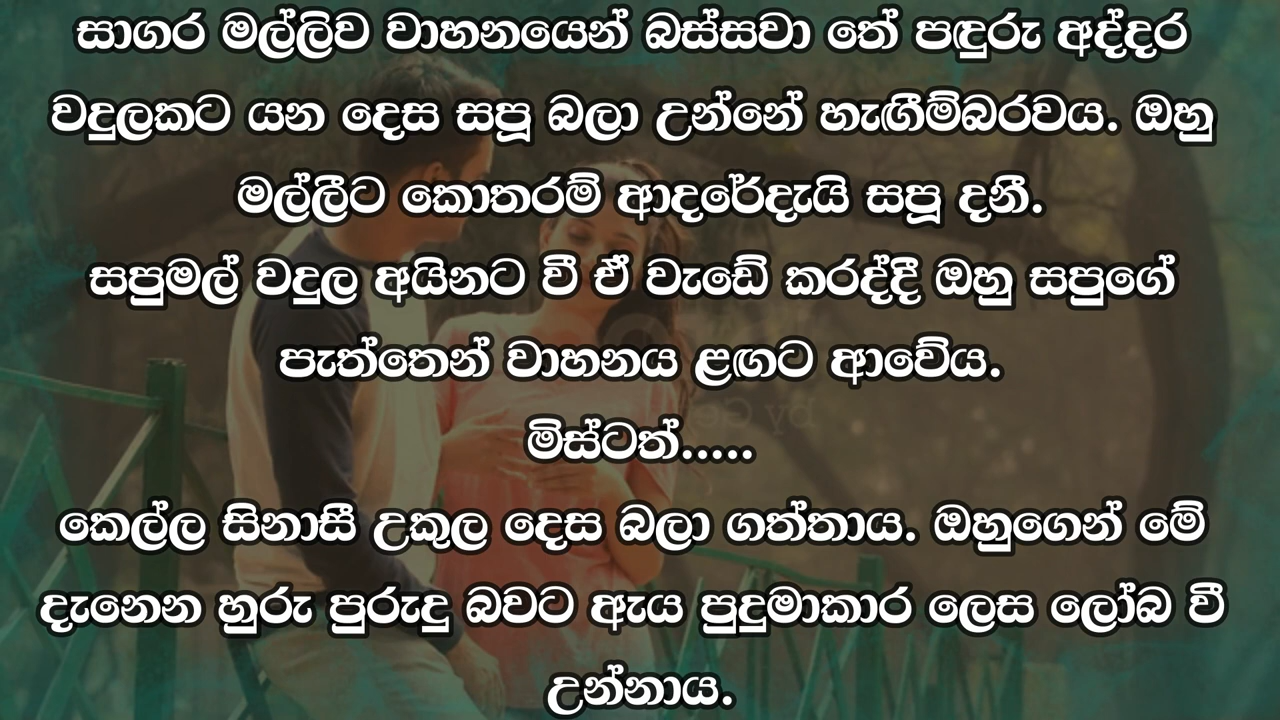 සාගර මල්ලිව වාහනයෙන් බස්සවා තේ පඳුරු අද්දර
වදුලකට යන දෙස සපූ බලා උන්නේ හැඟීම්බරවය. ඔහු
මල්ලීට කොතරම් ආදරේදැයි සපූ දනී.
සපුමල් වදුල අයිනට වී ඒ වැඩේ කරද්දී ඔහු සපුගේ
පැත්තෙන් වාහනය ළඟට ආවේය.
මිස්ටත්.....
කෙල්ල සිනාසී උකුල දෙස බලා ගත්තාය. ඔහුගෙන් මේ
දැනෙන හුරු පුරුදු බවට ඇය පුදුමාකාර ලෙස ලෝබ වී
උන්නාය.